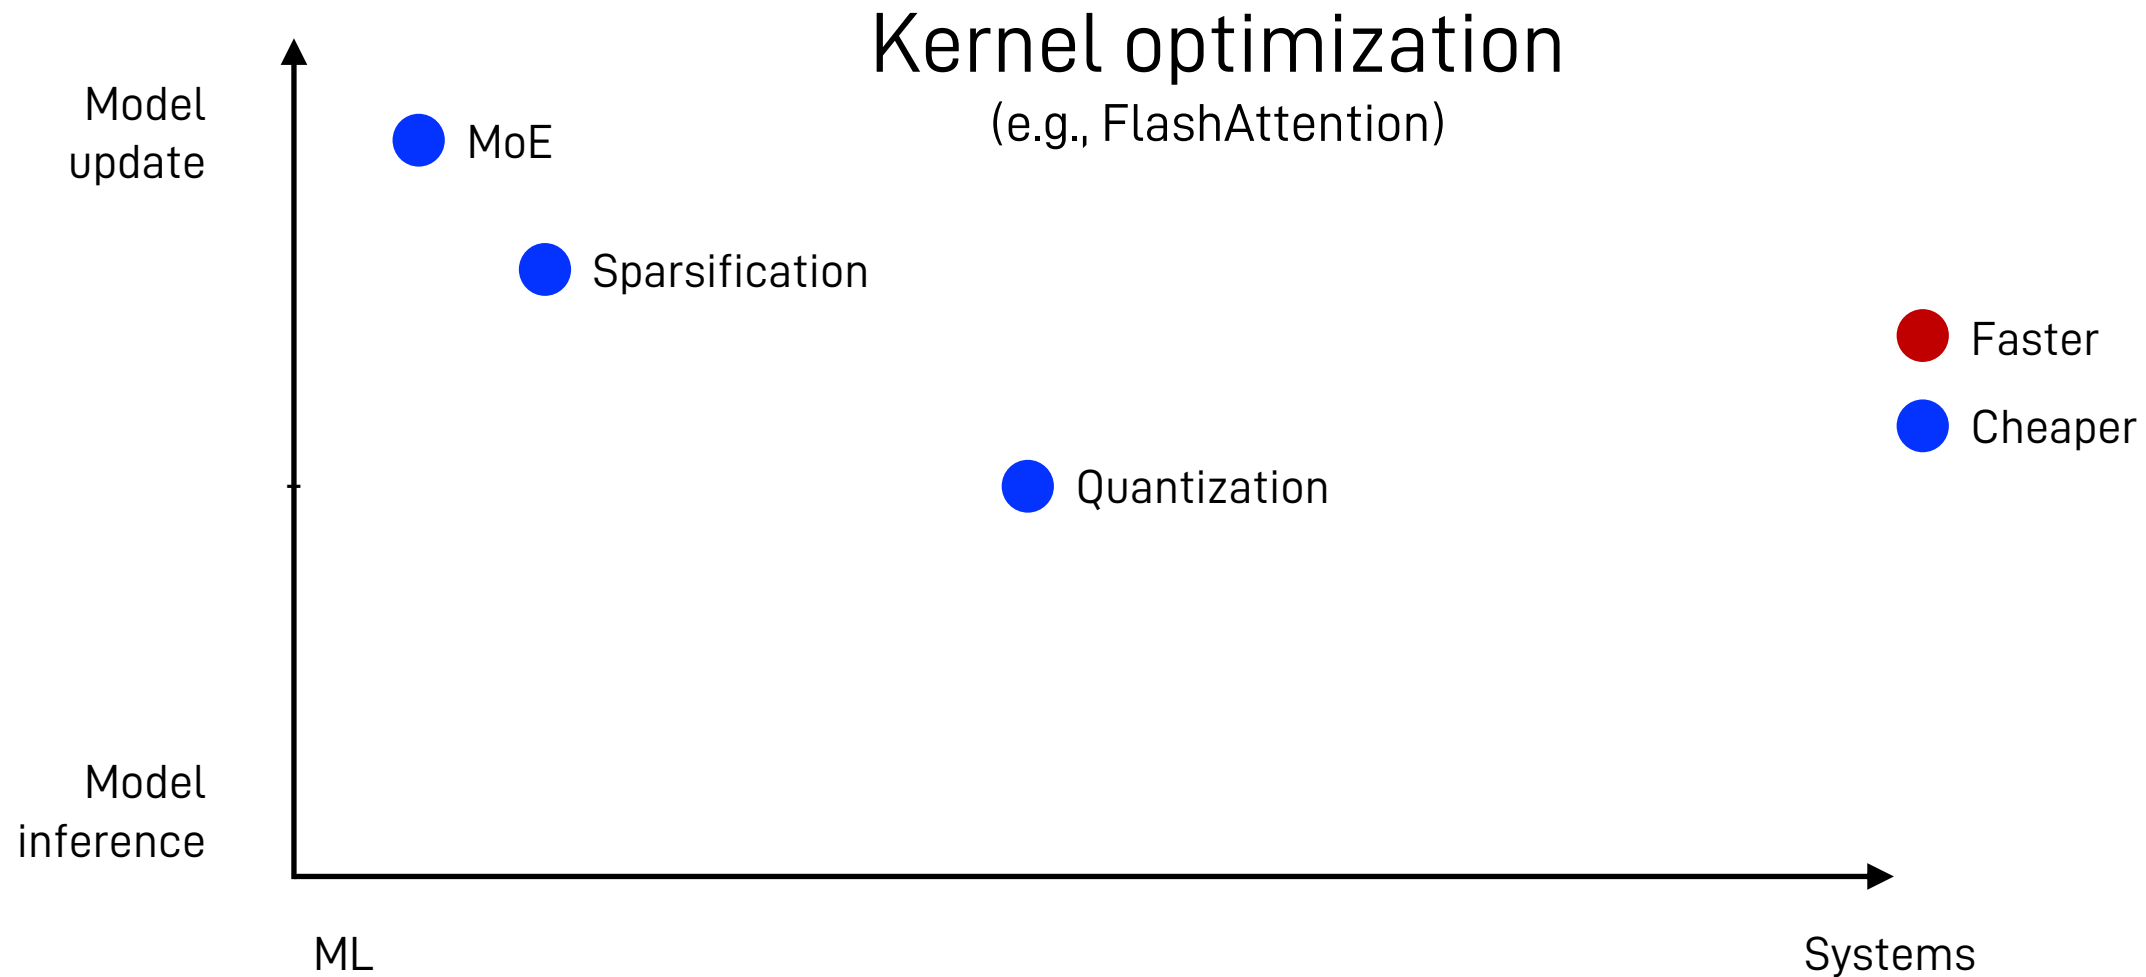 Kernel optimization
(e.g., FlashAttention)
Model
update
MoE
Sparsification
Faster
Cheaper
Quantization
Model
inference
ML
Systems